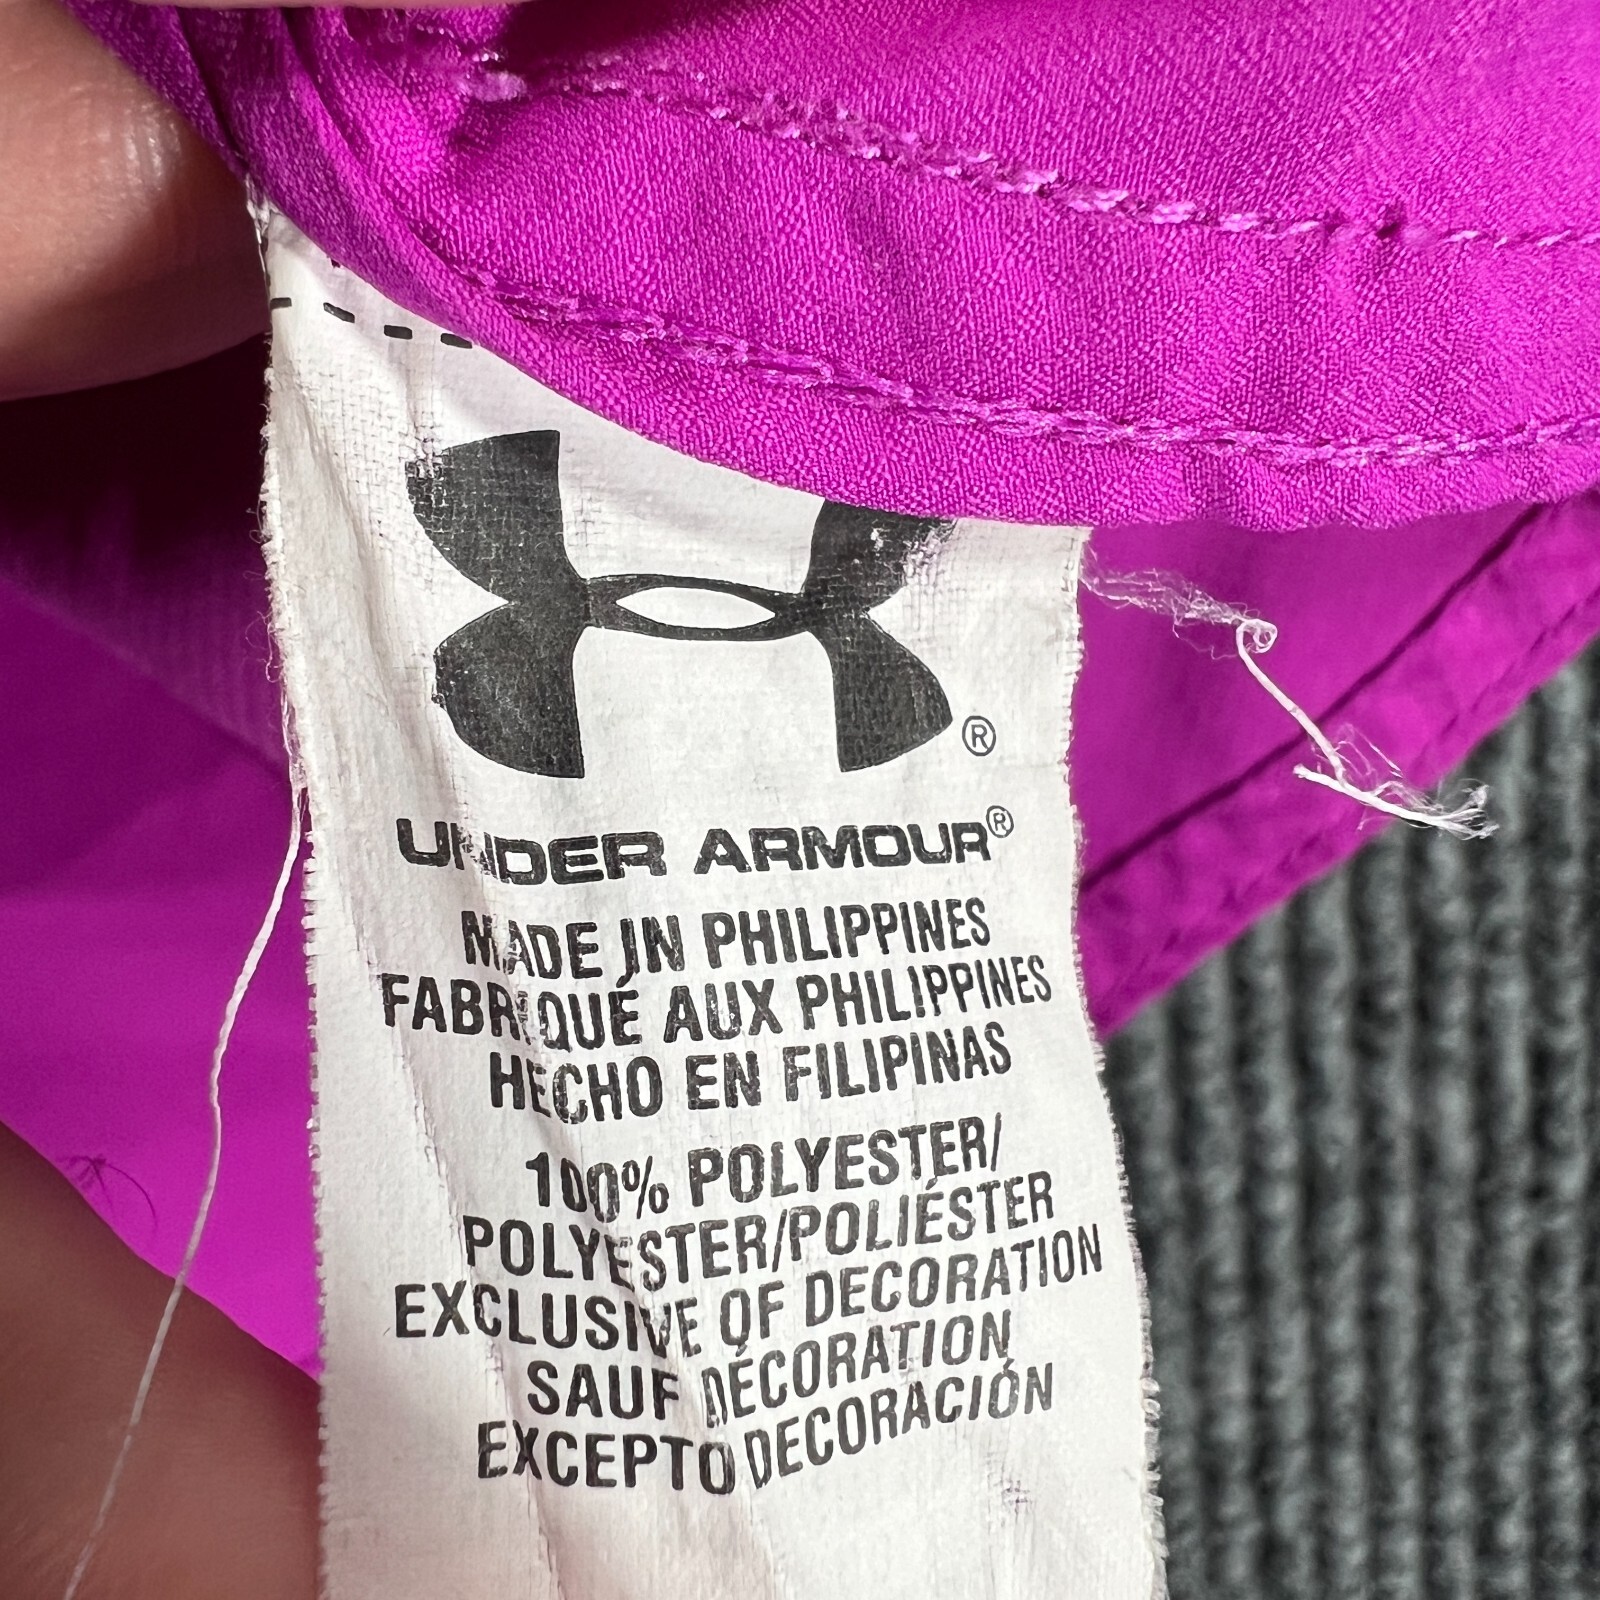 ®
UNDER ARMOUR®
MADE IN PHILIPPINES
FABRIQUÉ AUX PHILIPPINES
HECHO EN FILIPINAS
100% POLYESTER/
POLYESTER/POLIÉSTER
EXCLUSIVE OF DECORATION
SAUF DÉCORATION
EXCEPTO DECORACIÓN